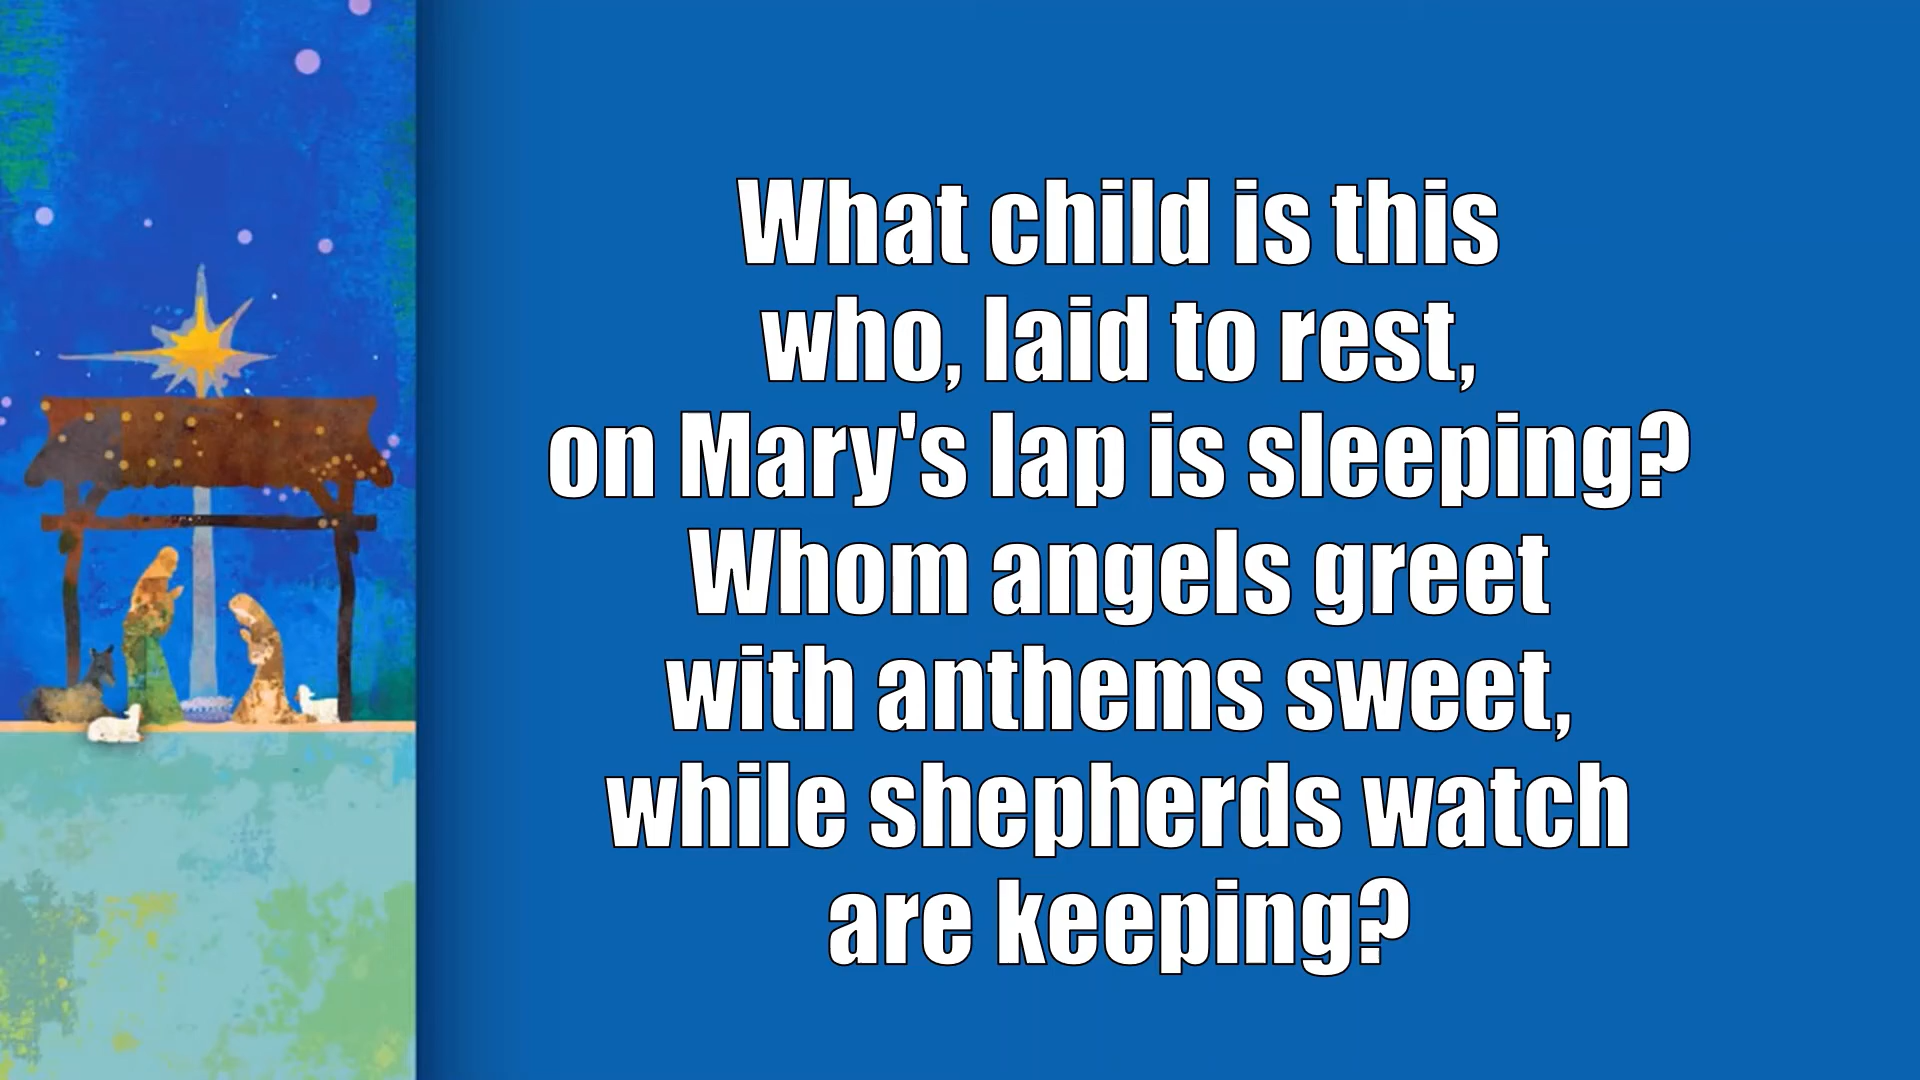 What child is this
who, laid to rest,
on Mary's lap is sleeping?
Whom angels greet
with anthems sweet,
while shepherds watch
are keeping?